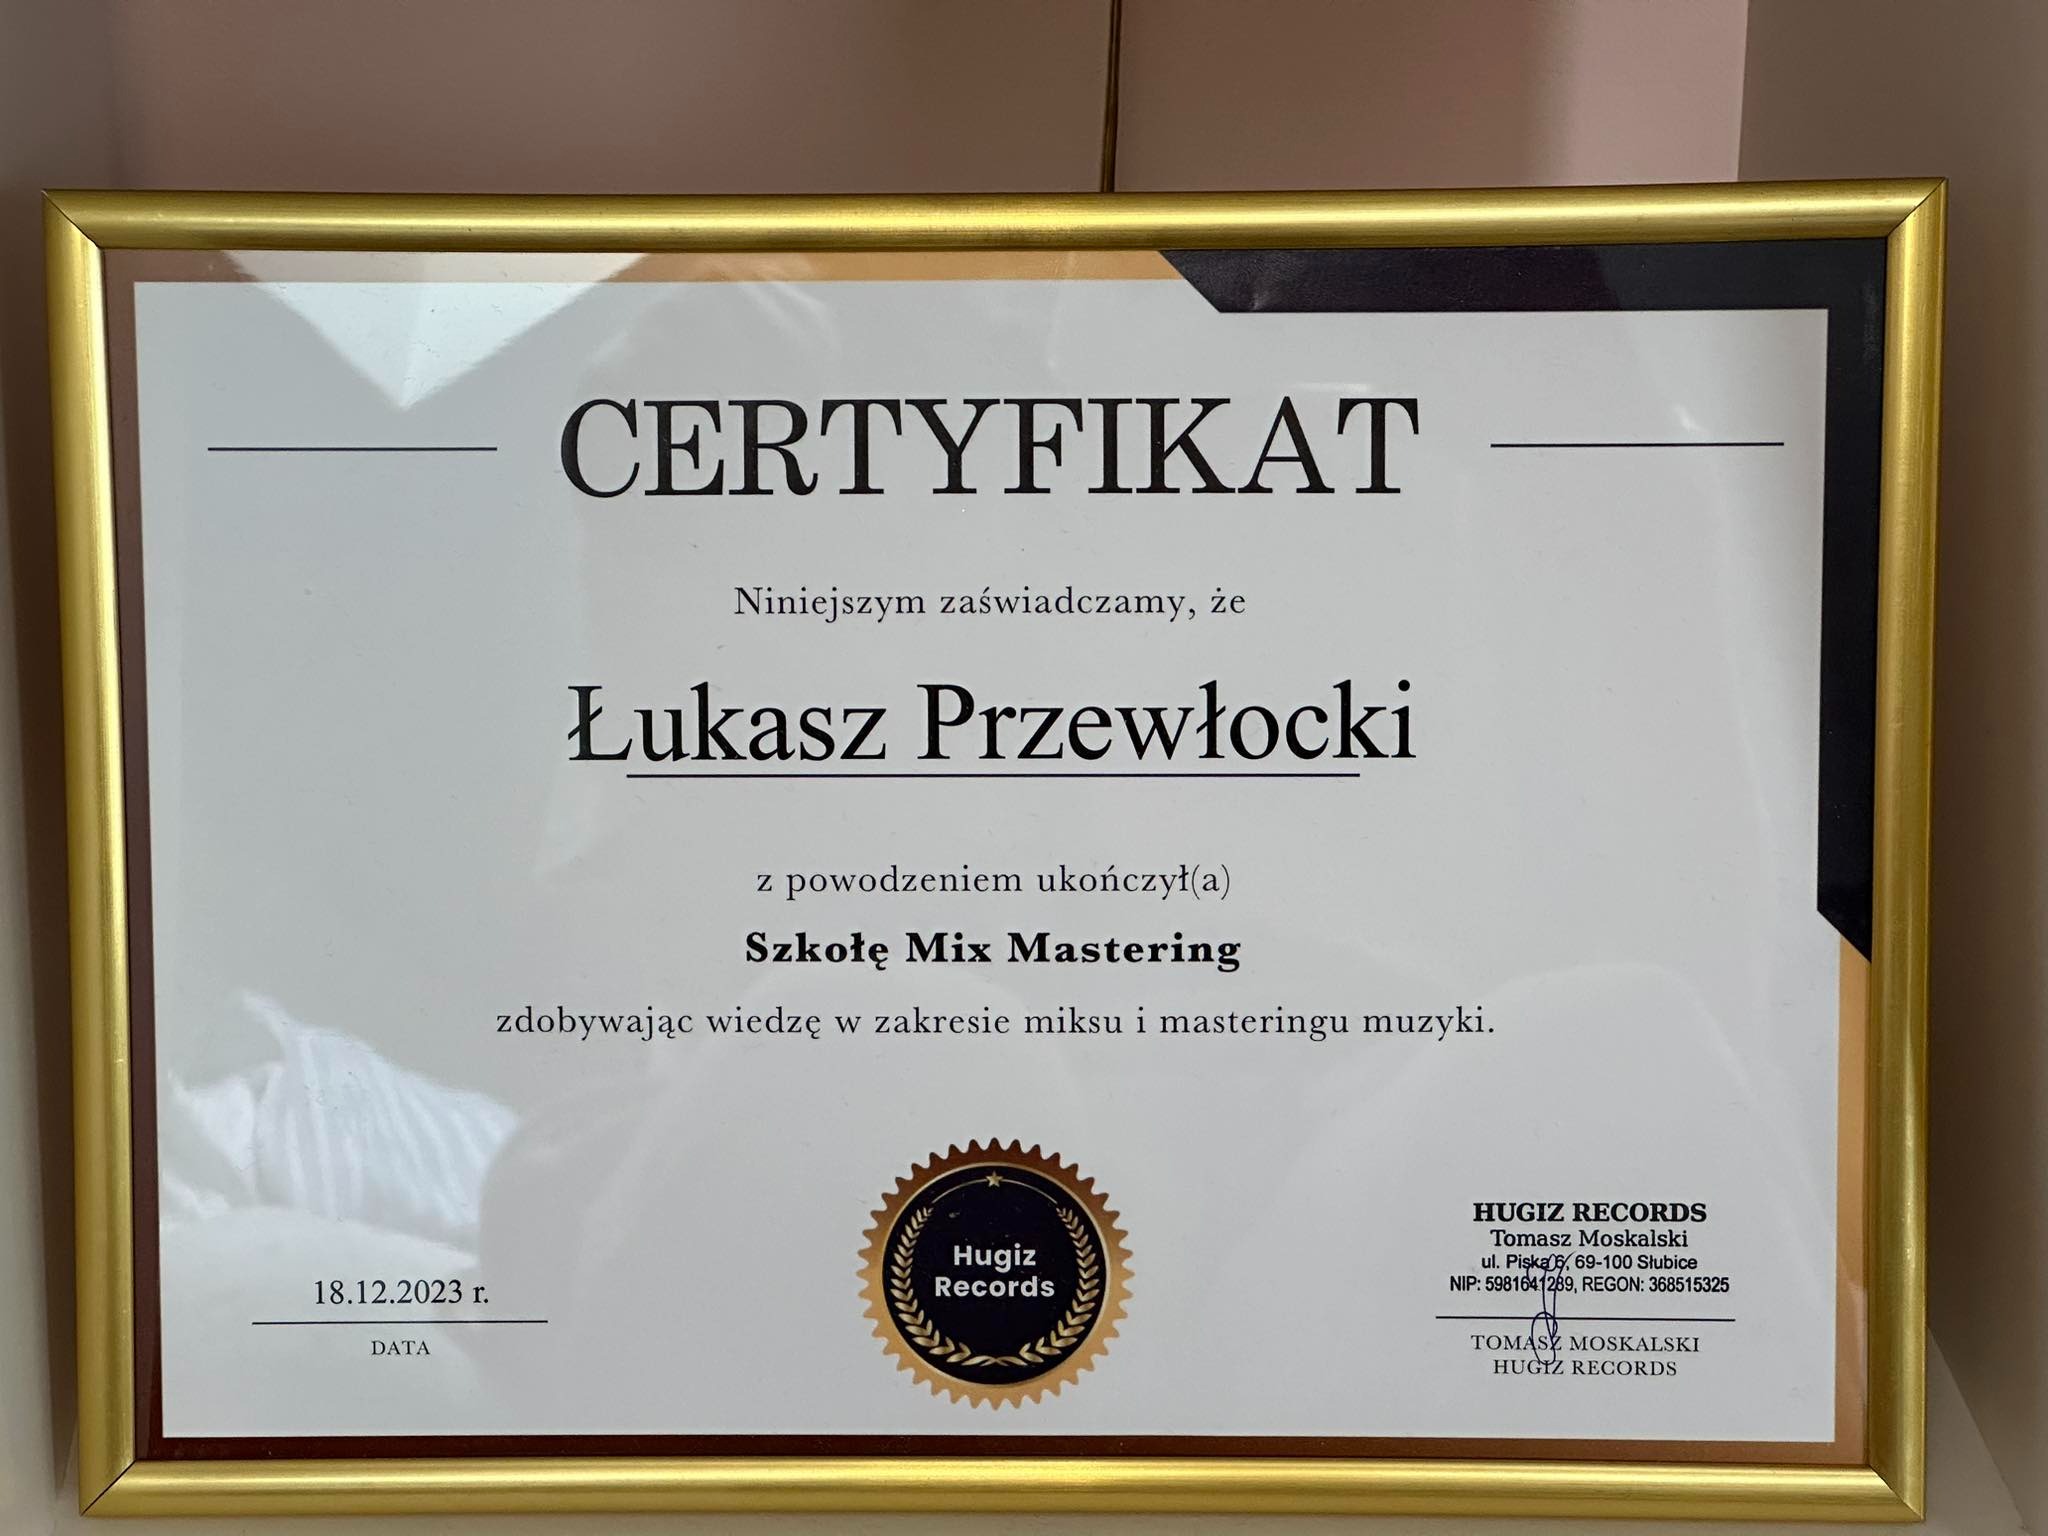 CERTYFIKAT
Niniejszym zaświadczamy, że
Łukasz Przewłocki
z powodzeniem ukończył(a)
Szkołę Mix Mastering
zdobywając wiedzę w zakresie miksu i masteringu muzyki.
Hugiz
Records
18.12.2023 r.
DATA
HUGIZ RECORDS
Tomasz Moskalski
ul. Piska 6, 69-100 Słubice
NIP: 5981641289, REGON: 368515325
TOMASZ MOSKALSKI
HUGIZ RECORDS